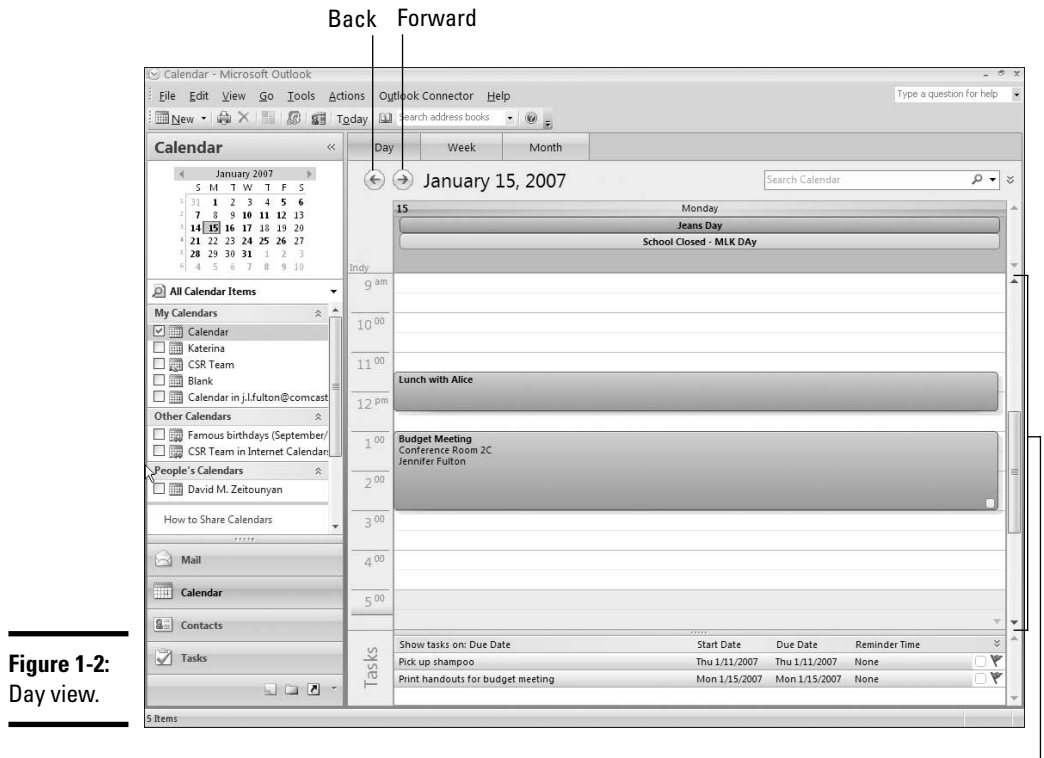 Back Forward
Calendar - Microsoft Outlook
File Edit View Go Tools Actions Outlook Connector Help
Type a question for help
New Today Search address books
Calendar «
Day Week Month
January 2007
S M T W T F S
1 31 1 2 3 4 5 6
2 7 8 9 10 11 12 13
3 14 15 16 17 18 19 20
4 21 22 23 24 25 26 27
5 28 29 30 31 1 2 3
6 4 5 6 7 8 9 10
All Calendar Items
My Calendars
Calendar
Katerina
CSR Team
Blank
Calendar in j.l.fulton@comcast
Other Calendars
Famous birthdays (September/
CSR Team in Internet Calendars
People's Calendars
David M. Zeitounyan
How to Share Calendars
Mail
Calendar
Contacts
Tasks
January 15, 2007
Search Calendar
15 Monday
Jeans Day
School Closed - MLK DAy
Indy
9 am
10 00
11 00
Lunch with Alice
12 pm
1 00
Budget Meeting
Conference Room 2C
Jennifer Fulton
2 00
3 00
4 00
5 00
Tasks
Show tasks on: Due Date Start Date Due Date Reminder Time
Pick up shampoo Thu 1/11/2007 Thu 1/11/2007 None
Print handouts for budget meeting Mon 1/15/2007 Mon 1/15/2007 None
5 Items
Figure 1-2:
Day view.